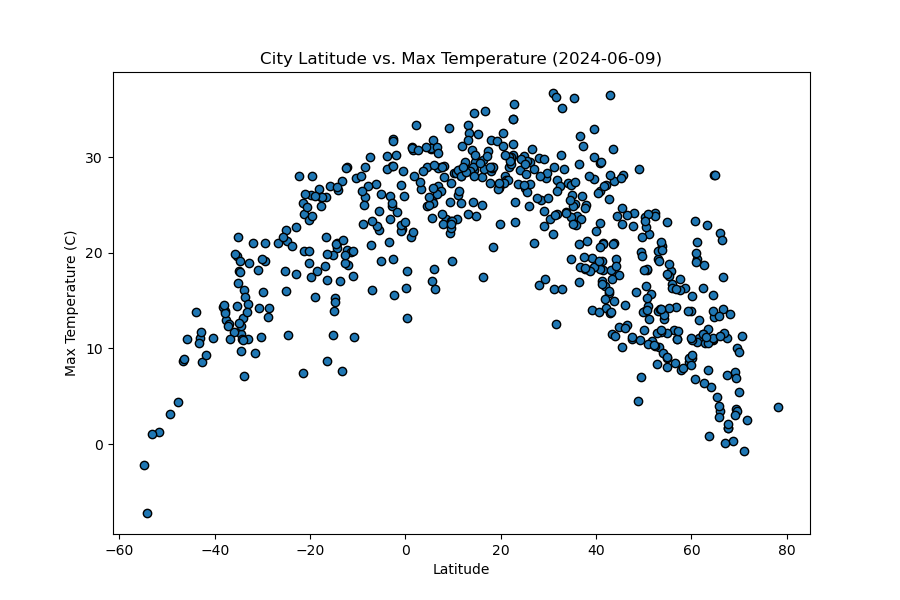 City Latitude vs. Max Temperature (2024-06-09)
Max Temperature (C)
30
20
10
0
−60 −40 −20 0 20 40 60 80
Latitude